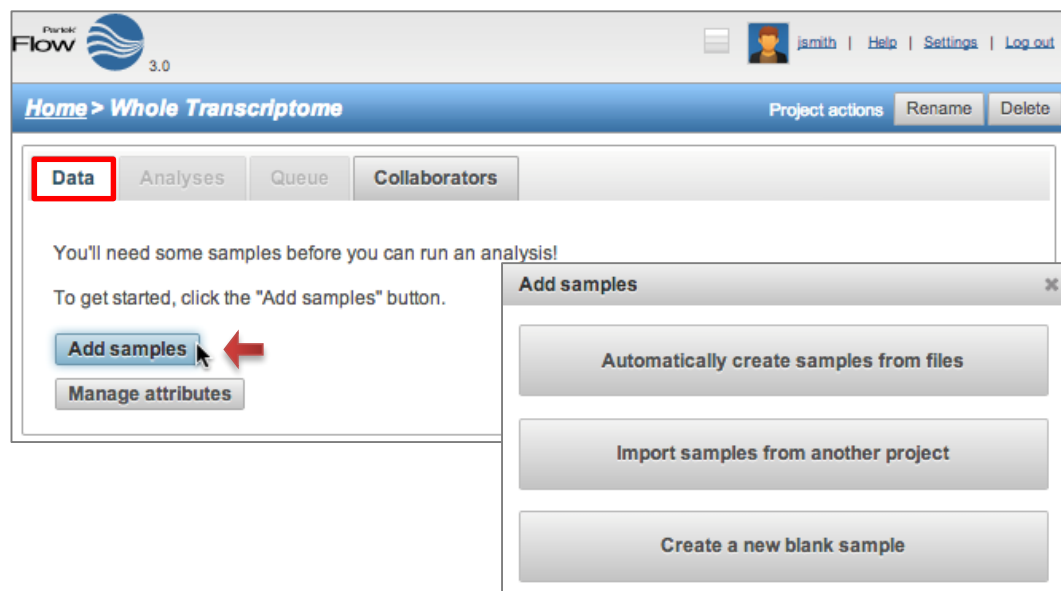 Partek
Flow
3.0
jsmith | Help | Settings | Log out
Home > Whole Transcriptome
Project actions Rename Delete
Data Analyses Queue Collaborators
You'll need some samples before you can run an analysis!
To get started, click the "Add samples" button.
Add samples
Manage attributes
Add samples
Automatically create samples from files
Import samples from another project
Create a new blank sample